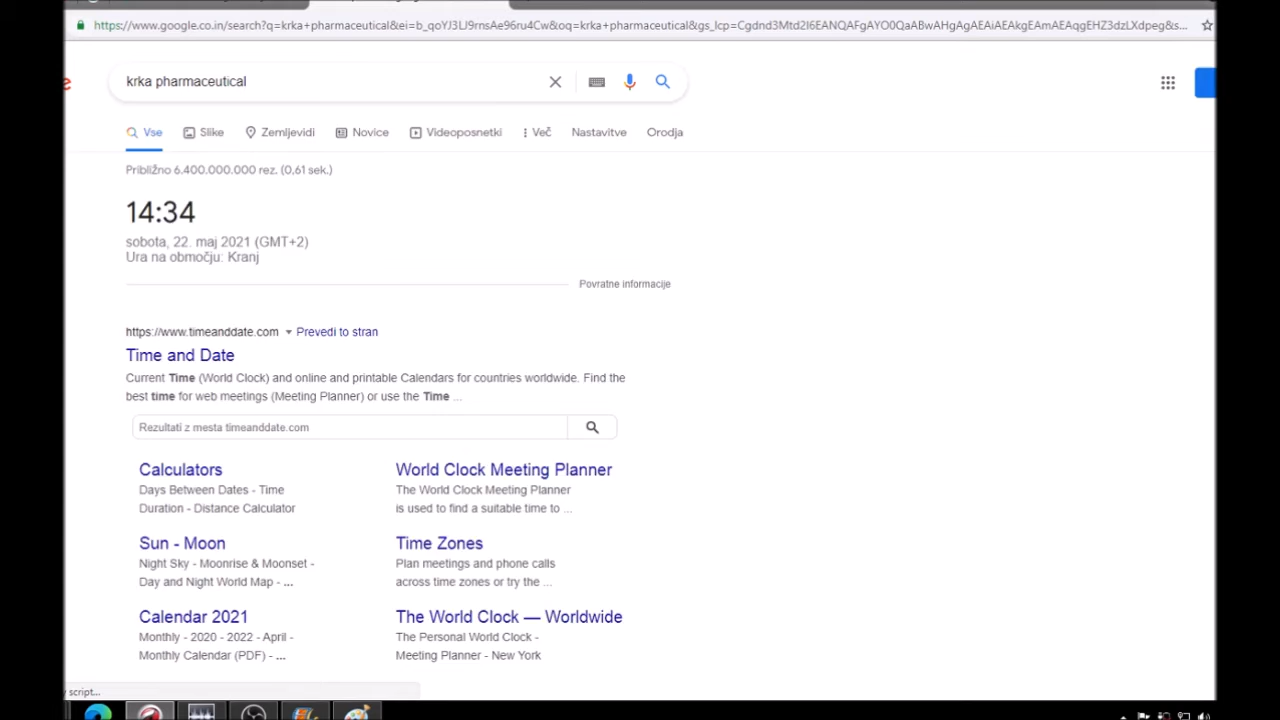 https://www.google.co.in/search?q=krka+pharmaceutical&ei=b_qoYJ3LJ9rnsAe96ru4Cw&oq=krka+pharmaceutical&gs_lcp=Cgdnd3Mtd2l6EANQAFgAYO0QaABwAHgAgAEAiAEAkgEAmAEAqgEHZ3dzLXdpeg&s...
krka pharmaceutical
Vse Slike Zemljevidi Novice Videoposnetki Več Nastavitve Orodja
Približno 6.400.000.000 rez. (0,61 sek.)
14:34
sobota, 22. maj 2021 (GMT+2)
Ura na območju: Kranj
Povratne informacije
https://www.timeanddate.com Prevedi to stran
Time and Date
Current Time (World Clock) and online and printable Calendars for countries worldwide. Find the
best time for web meetings (Meeting Planner) or use the Time ...
Rezultati z mesta timeanddate.com
Calculators
Days Between Dates - Time
Duration - Distance Calculator
World Clock Meeting Planner
The World Clock Meeting Planner
is used to find a suitable time to ...
Sun - Moon
Night Sky - Moonrise & Moonset -
Day and Night World Map - ...
Time Zones
Plan meetings and phone calls
across time zones or try the ...
Calendar 2021
Monthly - 2020 - 2022 - April -
Monthly Calendar (PDF) - ...
The World Clock — Worldwide
The Personal World Clock -
Meeting Planner - New York
script...